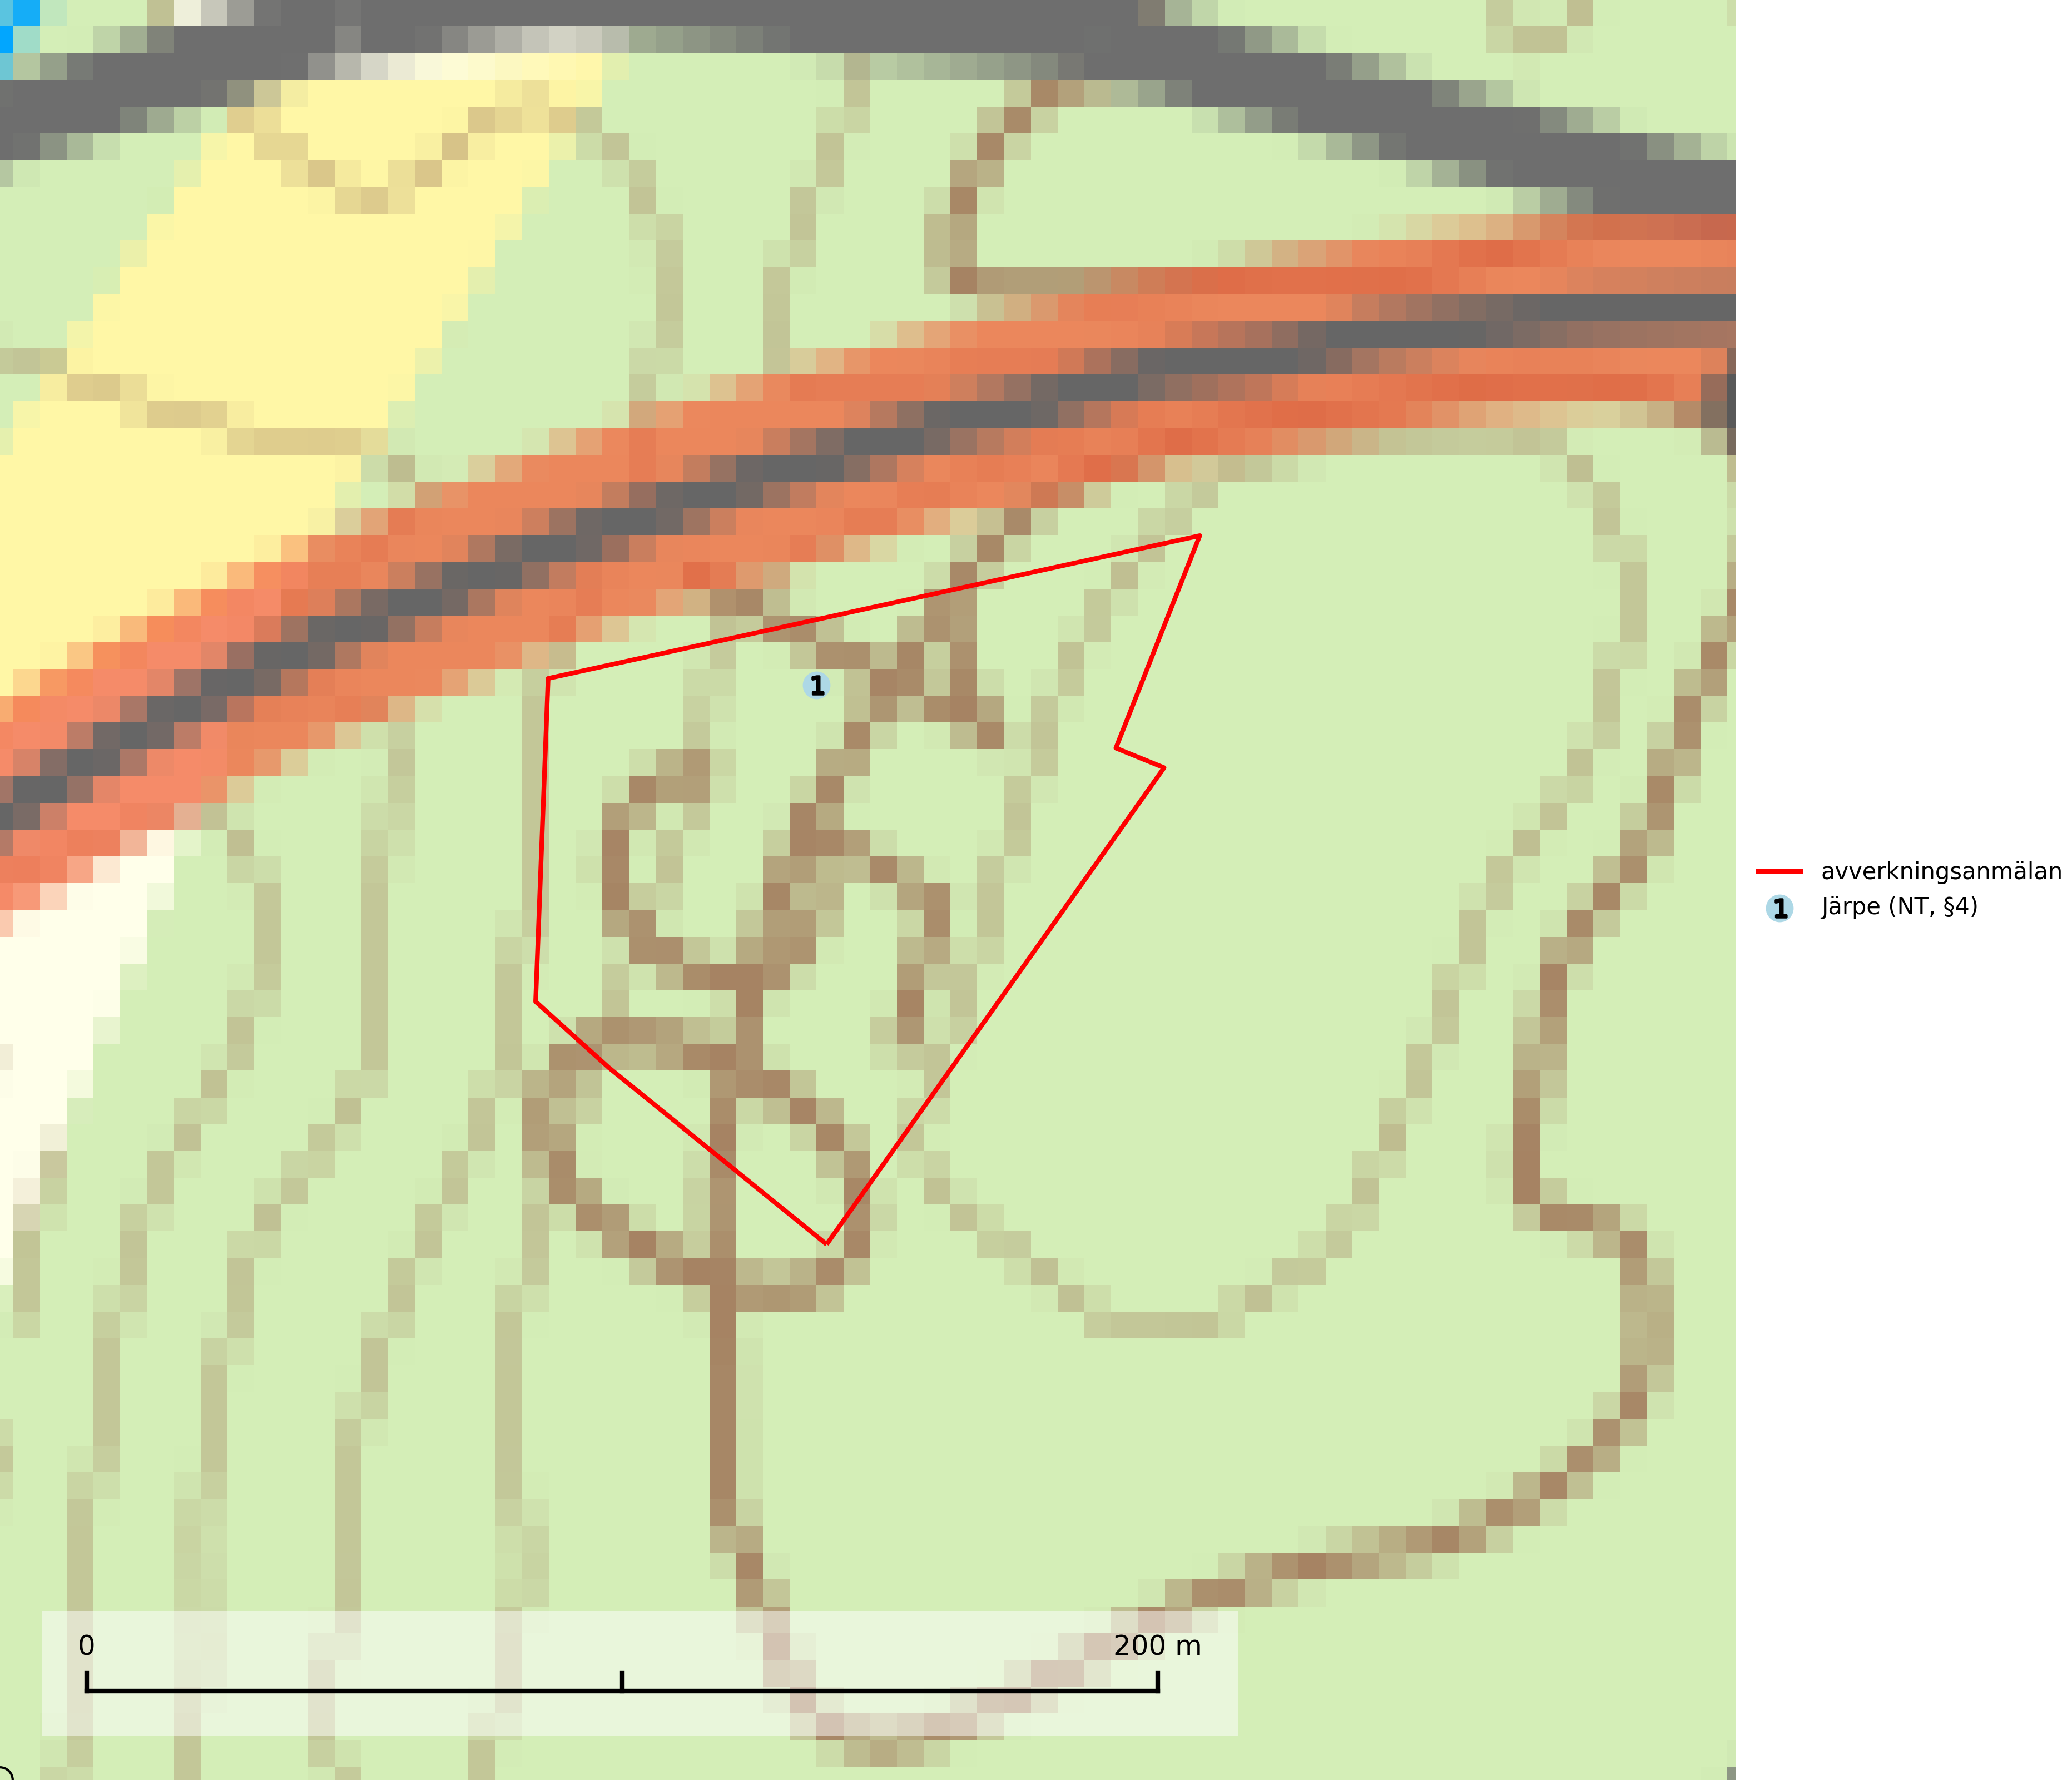 1
avverkningsanmälan
1 Järpe (NT, §4)
0 200 m